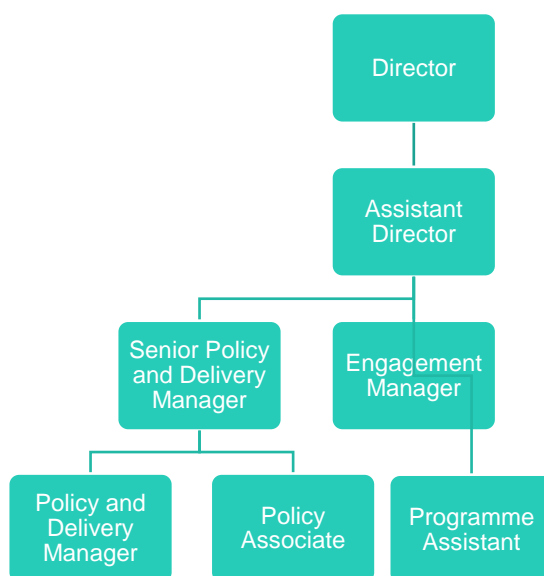 Director
Assistant
Director
Senior Policy
and Delivery
Manager
Engagement
Manager
Policy and
Delivery
Manager
Policy
Associate
Programme
Assistant